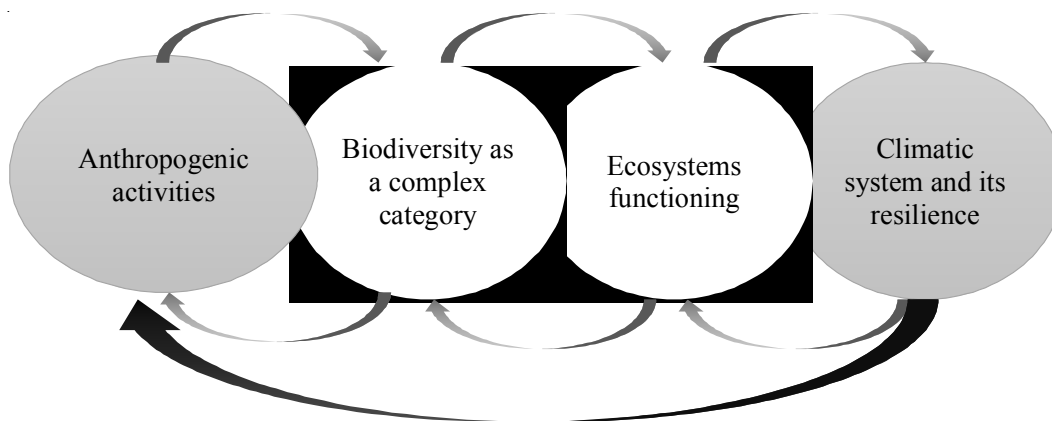 Anthropogenic
activities
Biodiversity as
a complex
category
Ecosystems
functioning
Climatic
system and its
resilience